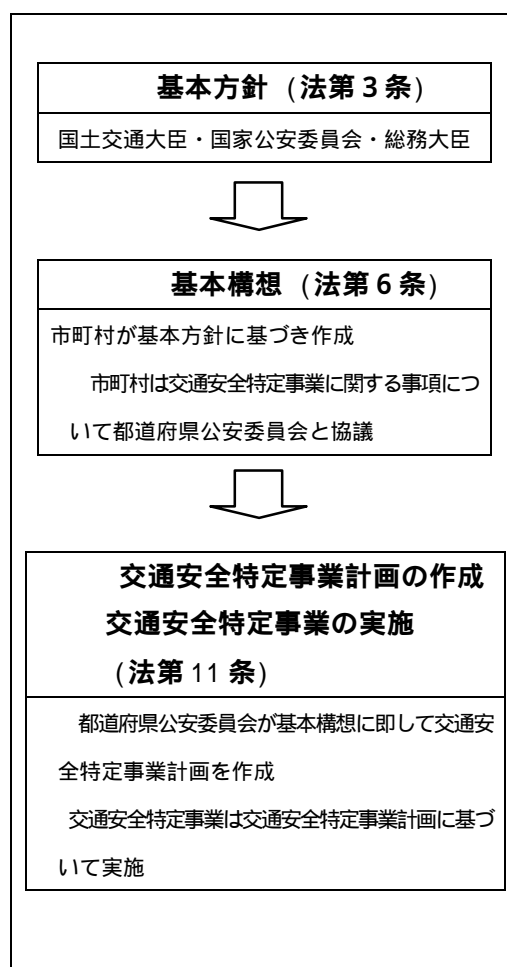 基本方針 (法第3条)
国土交通大臣・国家公安委員会・総務大臣
基本構想 (法第6条)
市町村が基本方針に基づき作成
市町村は交通安全特定事業に関する事項につ
いて都道府県公安委員会と協議
交通安全特定事業計画の作成
交通安全特定事業の実施
(法第 11 条)
都道府県公安委員会が基本構想に即して交通安
全特定事業計画を作成
交通安全特定事業は交通安全特定事業計画に基づ
いて実施